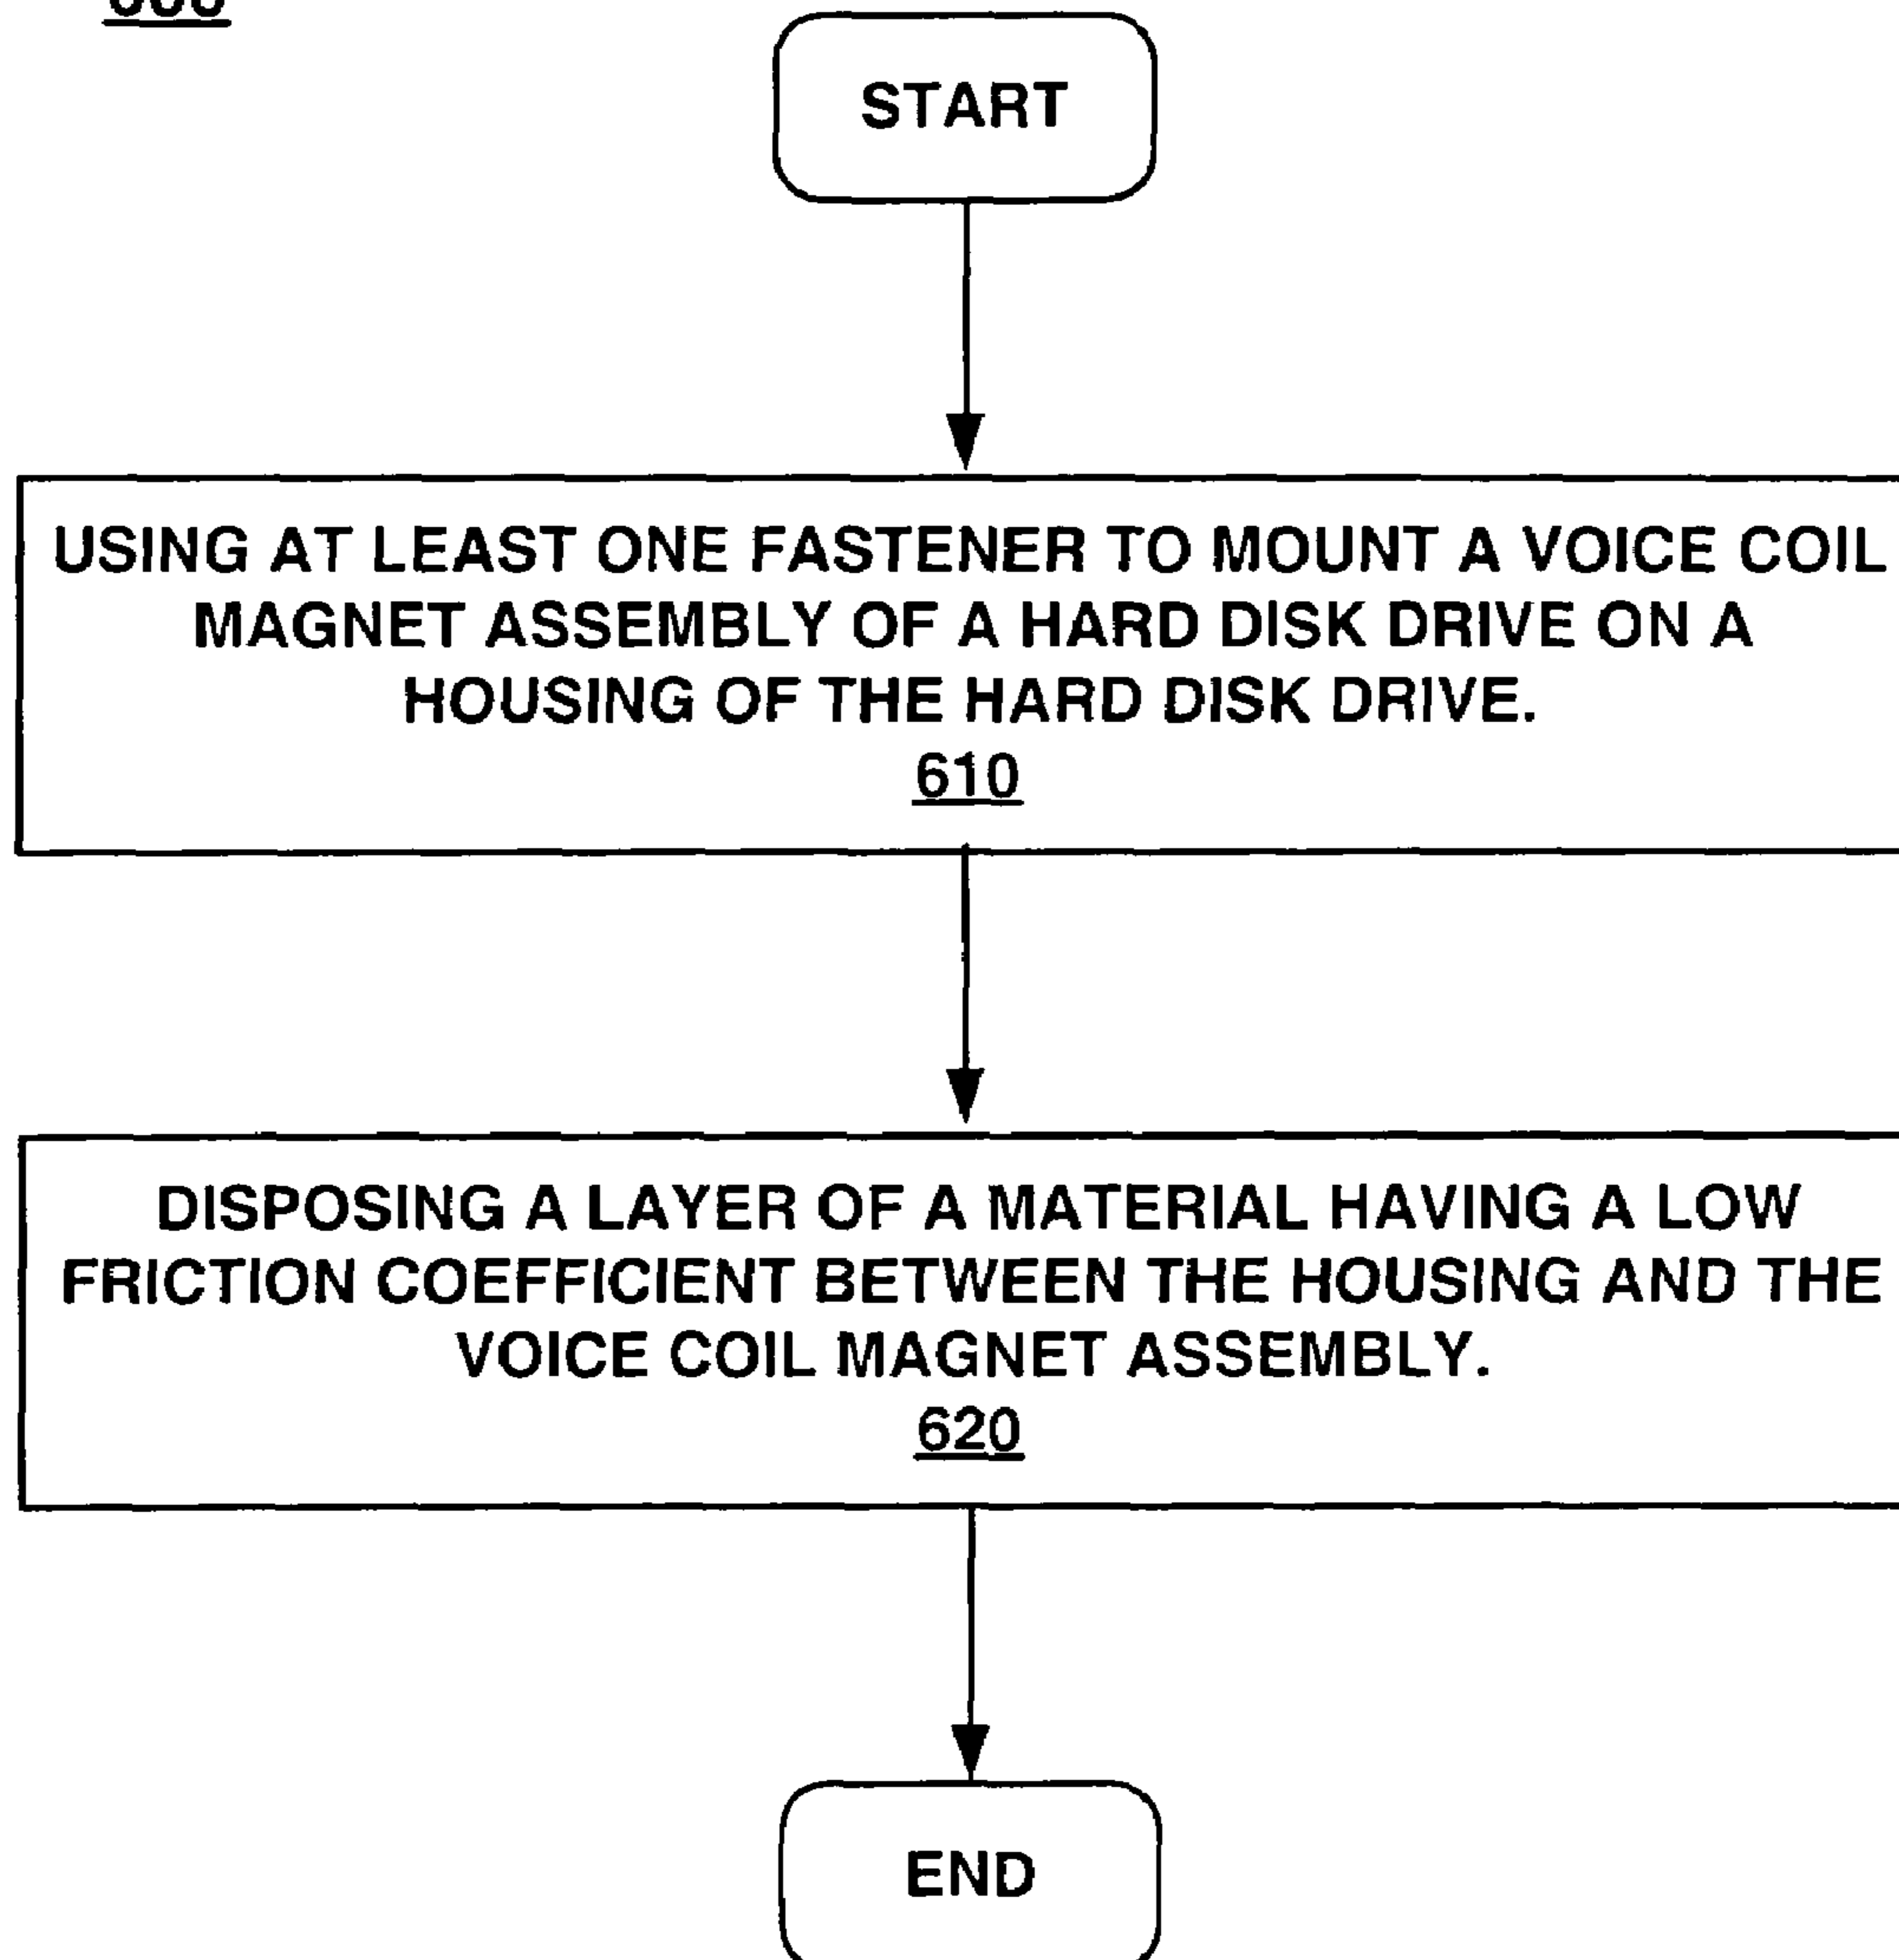 START
USING AT LEAST ONE FASTENER TO MOUNT A VOICE COIL
MAGNET ASSEMBLY OF A HARD DISK DRIVE ON A
HOUSING OF THE HARD DISK DRIVE.
610
DISPOSING A LAYER OF A MATERIAL HAVING A LOW
FRICTION COEFFICIENT BETWEEN THE HOUSING AND THE
VOICE COIL MAGNET ASSEMBLY.
620
END